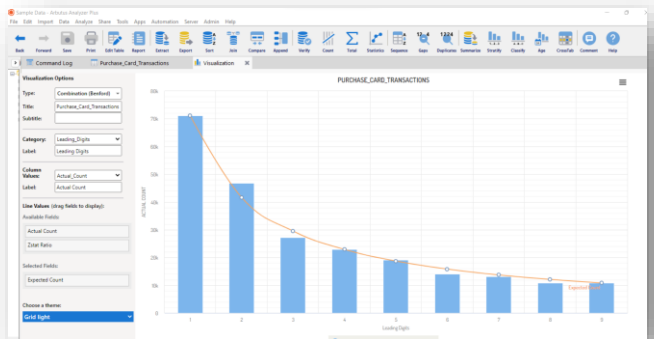 Sample Data - Arbutus Analyzer Plus
File Edit Import Data Analyze Share Tools Apps Automation Server Admin Help
Back Forward Save Print Edit Table Report Extract Export Sort Join Compare Append Verify Count Total Statistics Sequence Gaps Duplicates Summarize Stratify Classify Age CrossTab Comment Help
Command Log Purchase_Card_Transactions Visualization
Visualization Options
Type: Combination (Benford)
Title: Purchase_Card_Transactions
Subtitle:
Category: Leading_Digits
Label: Leading Digits
Column
Values: Actual_Count
Label: Actual Count
Line Values (drag fields to display):
Available Fields:
Actual Count
Zstat Ratio
Selected Fields:
Expected Count
Choose a theme:
Grid light
PURCHASE_CARD_TRANSACTIONS
80k
70k
60k
50k
40k
30k
20k
10k
0
ACTUAL COUNT
1 2 3 4 5 6 7 8 9
Leading Digits